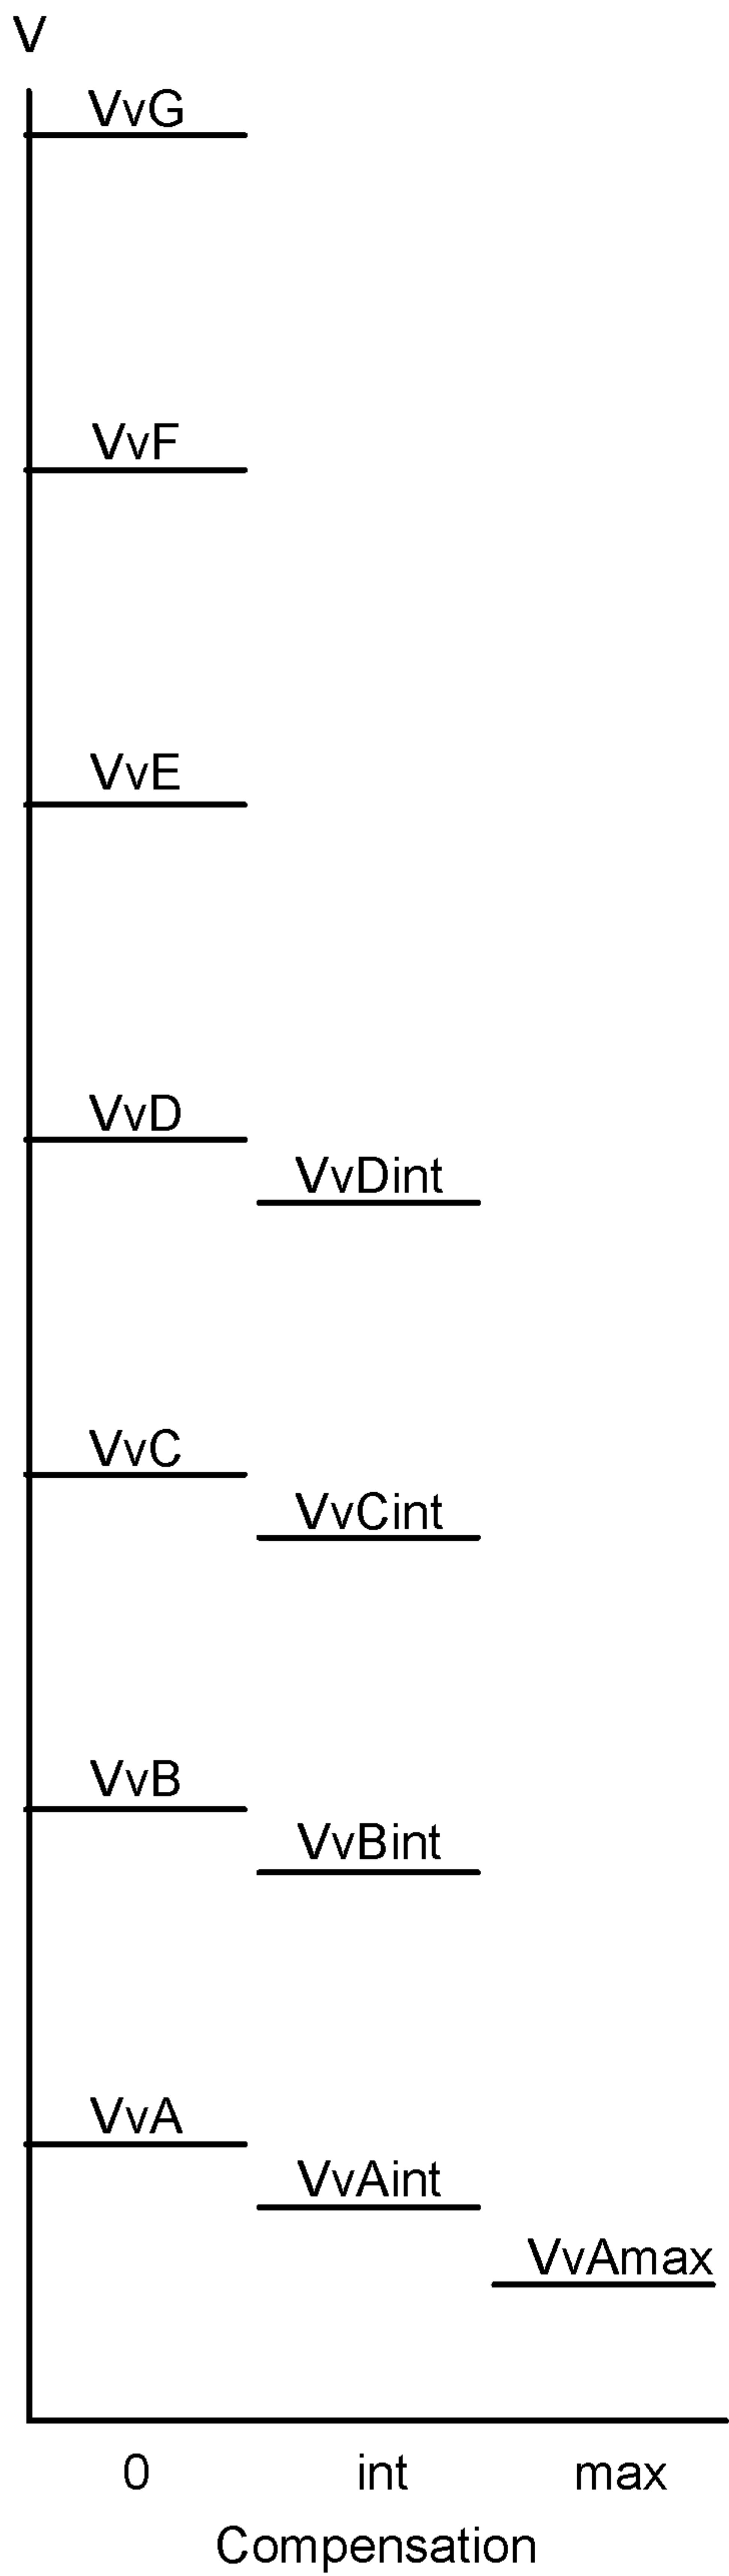 V
VvG
VvF
VvE
VvD
VvDint
VvC
VvCint
VvB
VvBint
VvA
VvAint
VvAmax
0 int max
Compensation